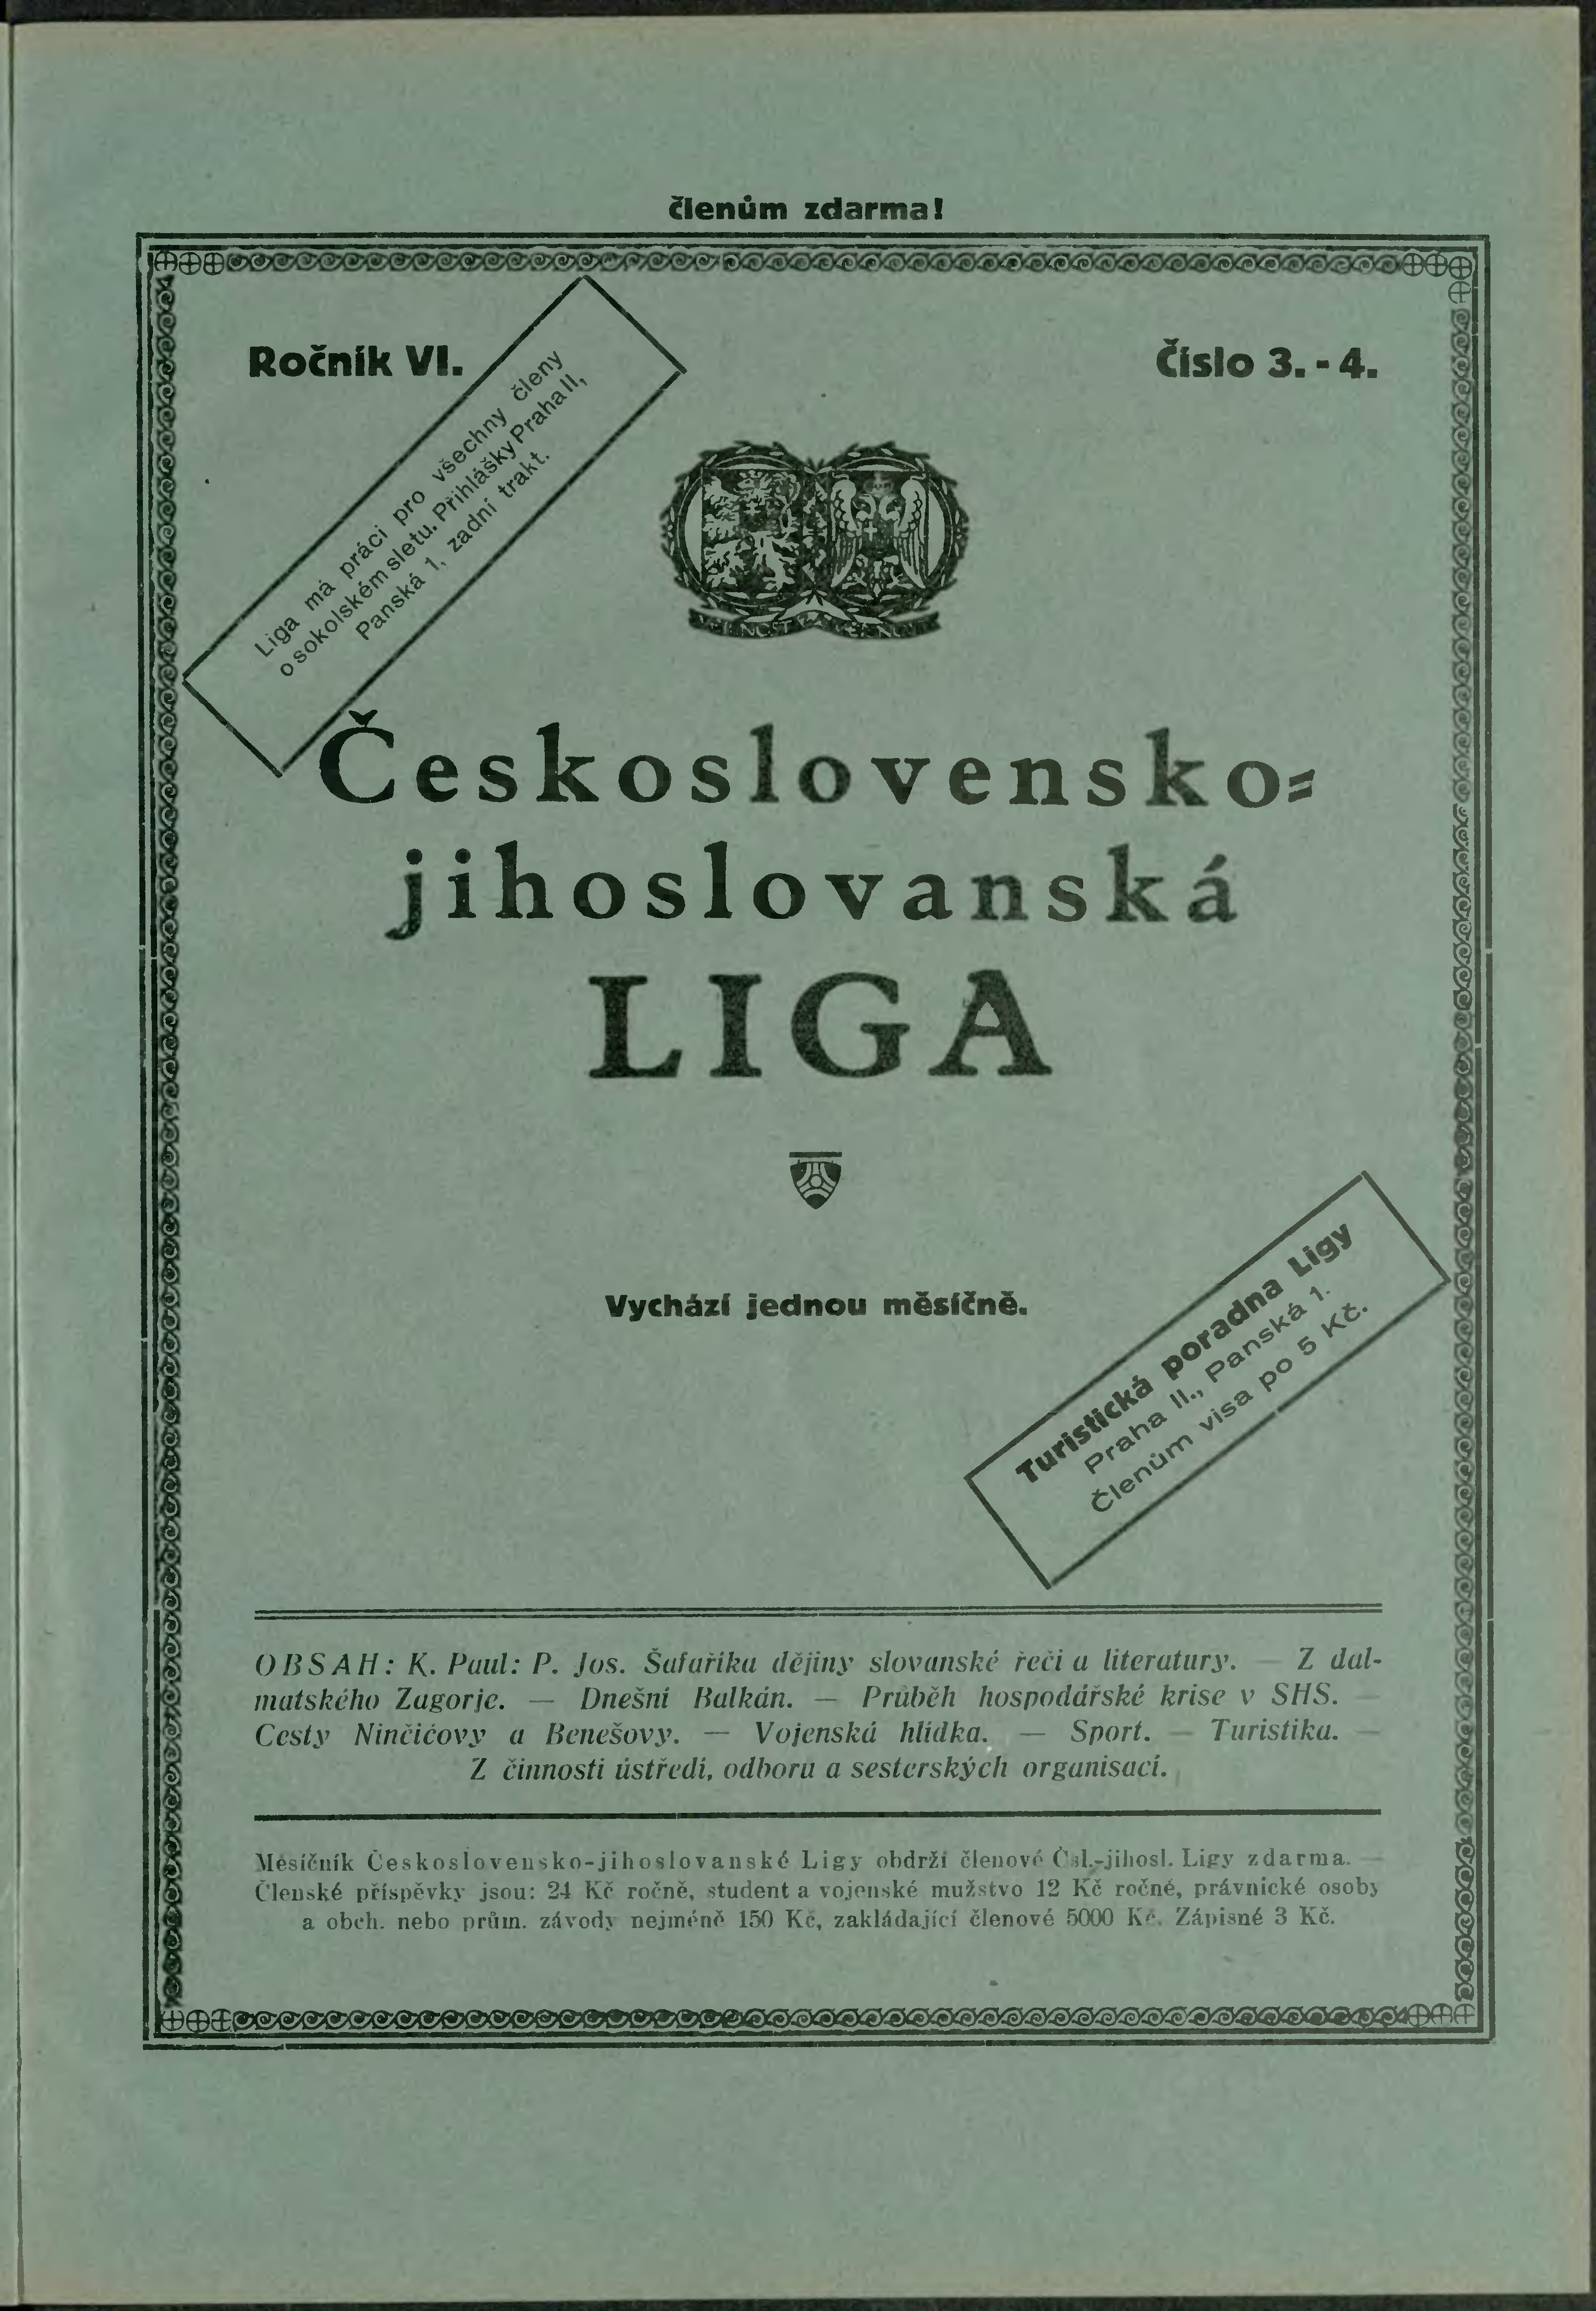 členům zdarma!
Ročník VI.
Číslo 3. - 4.
Liga má práci pro všechny členy
o sokolském sletu. Přihlášky Praha II,
Panská 1, zadní trakt.
VĚRNOST ZA VĚRNOST
Československo-
jihoslovanská
LIGA
Vychází jednou měsíčně.
Turistická poradna Ligy
Praha II., Panská 1.
Členům visa po 5 Kč.
OBSAH: K. Paul: P. Jos. Šafaříka dějiny slovanské řeči a literatury. — Z dal-
matského Zagorje. — Dnešní Balkán. — Průběh hospodářské krise v SHS. —
Cesty Ninčićovy a Benešovy. — Vojenská hlídka. — Sport. — Turistika. —
Z činnosti ústředí, odboru a sesterských organisací.
Měsíčník Československo-jihoslovanské Ligy obdrží členové Čsl.-jihosl. Ligy zdarma. —
Členské příspěvky jsou: 24 Kč ročně, student a vojenské mužstvo 12 Kč ročně, právnické osoby
a obch. nebo prům. závody nejméně 150 Kč, zakládající členové 5000 Kč. Zápisné 3 Kč.